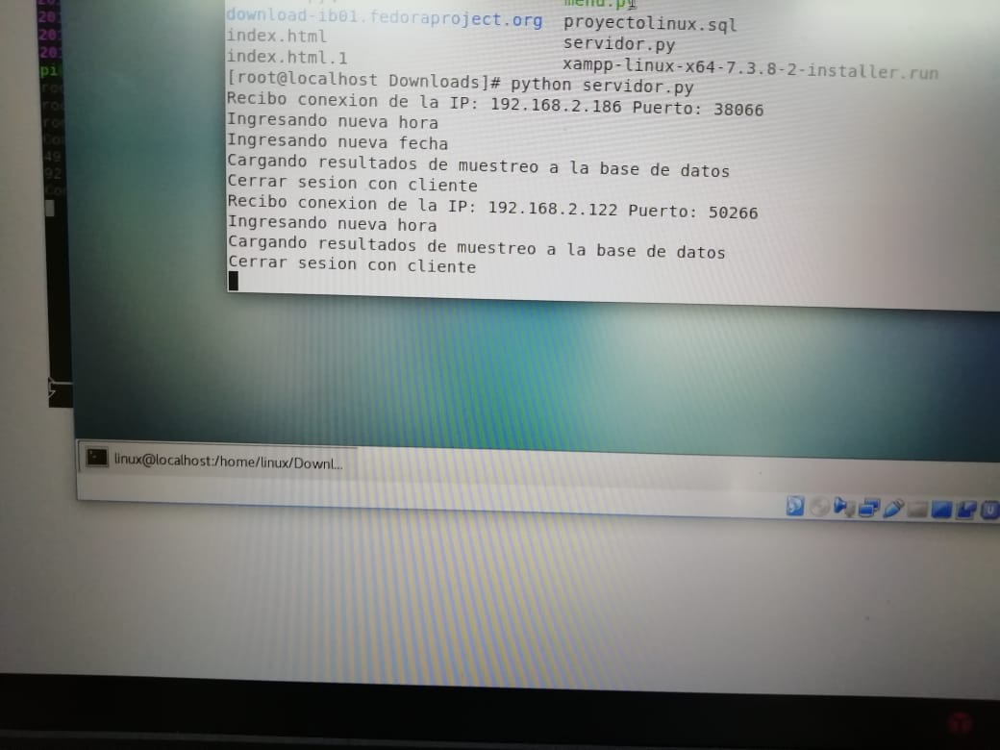 menu.py
download-ib01.fedoraproject.org proyectolinux.sql
index.html servidor.py
index.html.1 xampp-linux-x64-7.3.8-2-installer.run
[root@localhost Downloads]# python servidor.py
Recibo conexion de la IP: 192.168.2.186 Puerto: 38066
Ingresando nueva hora
Ingresando nueva fecha
Cargando resultados de muestreo a la base de datos
Cerrar sesion con cliente
Recibo conexion de la IP: 192.168.2.122 Puerto: 50266
Ingresando nueva hora
Cargando resultados de muestreo a la base de datos
Cerrar sesion con cliente
linux@localhost:/home/linux/Downl...